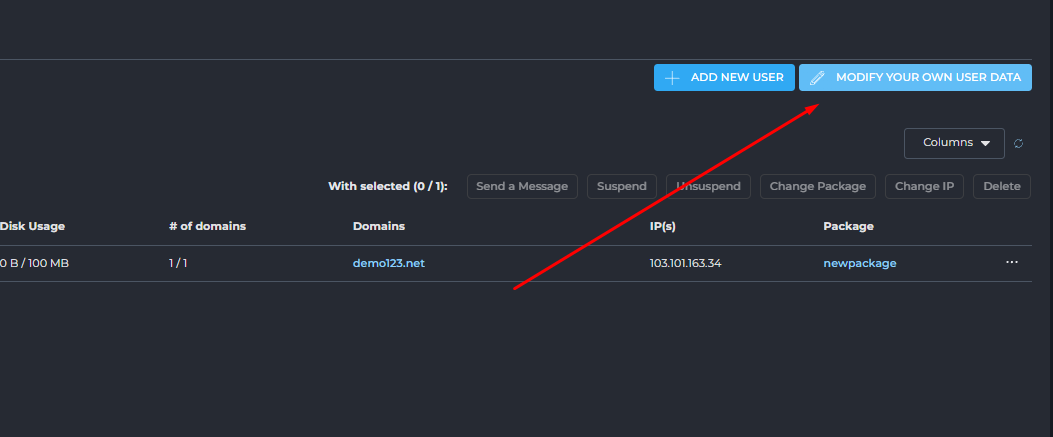 ADD NEW USER MODIFY YOUR OWN USER DATA
Columns
With selected (0 / 1): Send a Message Suspend Unsuspend Change Package Change IP Delete
Disk Usage # of domains Domains IP(s) Package
0 B / 100 MB 1 / 1 demo123.net 103.101.163.34 newpackage ...